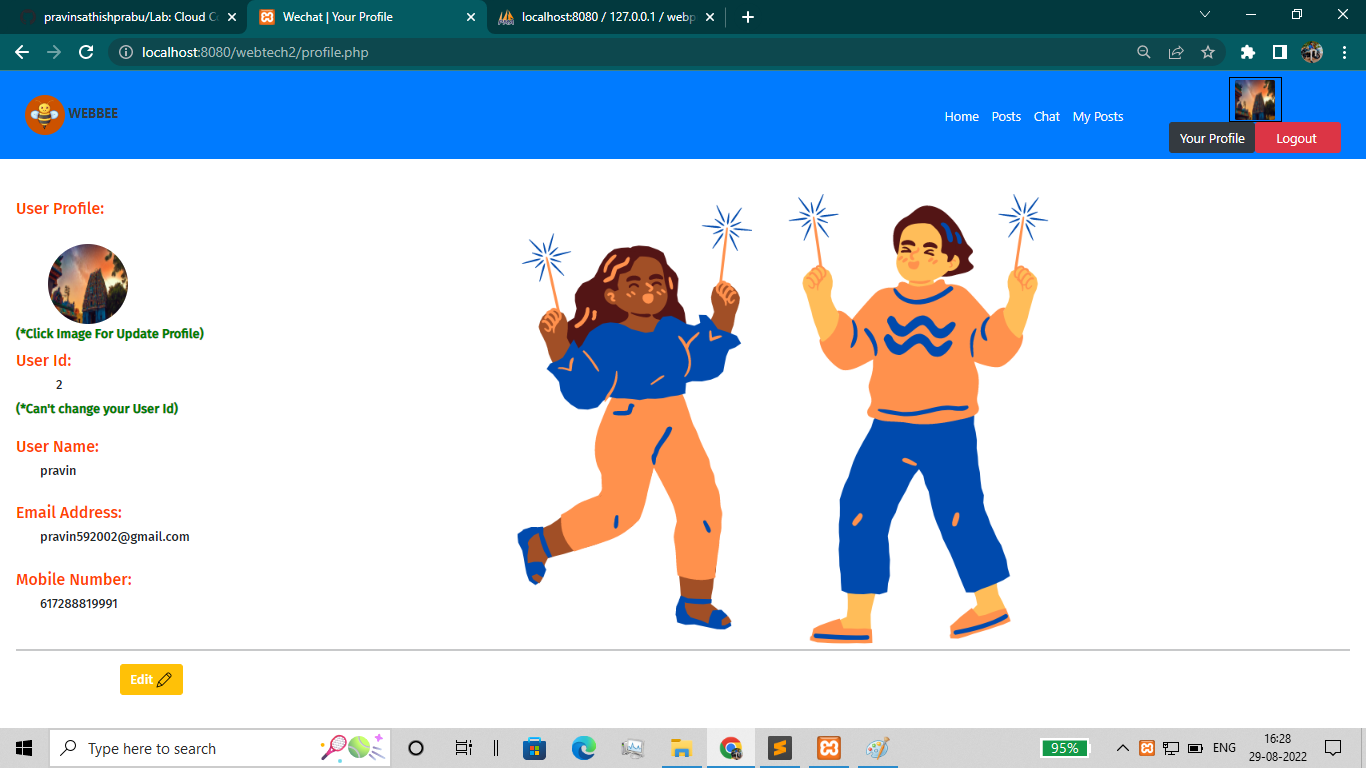 pravinsathishprabu/Lab: Cloud C
Wechat | Your Profile
localhost:8080 / 127.0.0.1 / webp
localhost:8080/webtech2/profile.php
WEBBEE
Home Posts Chat My Posts
Your Profile Logout
User Profile:
(*Click Image For Update Profile)
User Id:
2
(*Can't change your User Id)
User Name:
pravin
Email Address:
pravin592002@gmail.com
Mobile Number:
617288819991
Edit
Type here to search
95%
ENG
16:28
29-08-2022